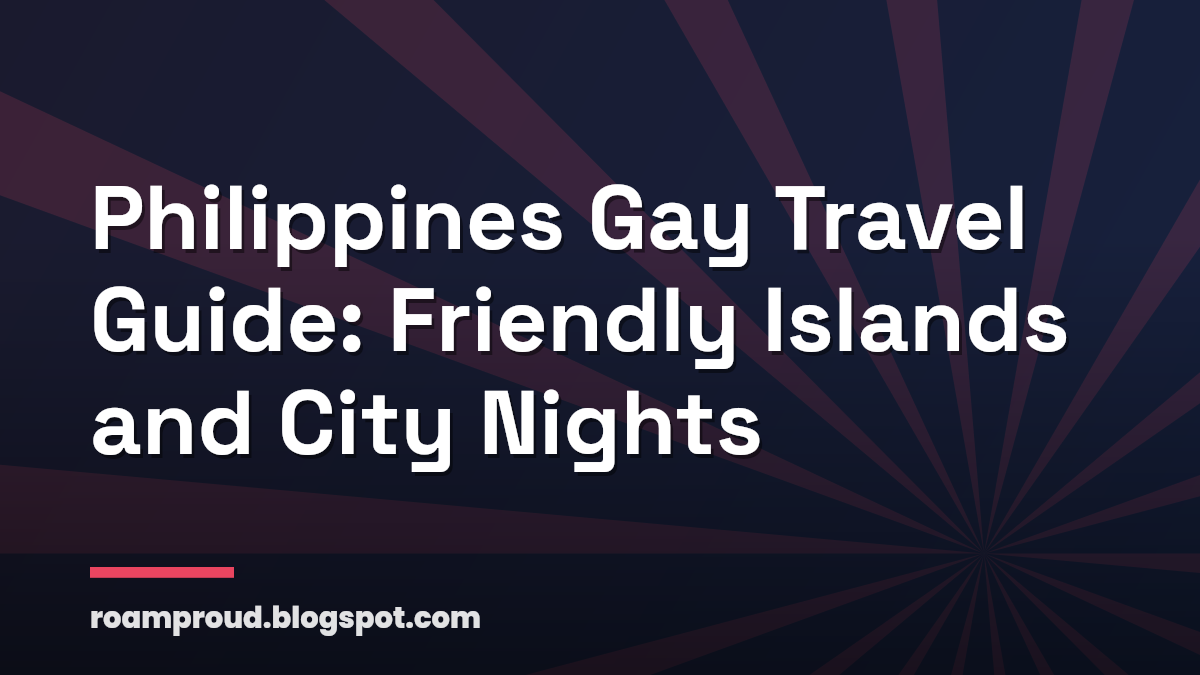 Philippines Gay Travel
Guide: Friendly Islands
and City Nights
roamproud.blogspot.com